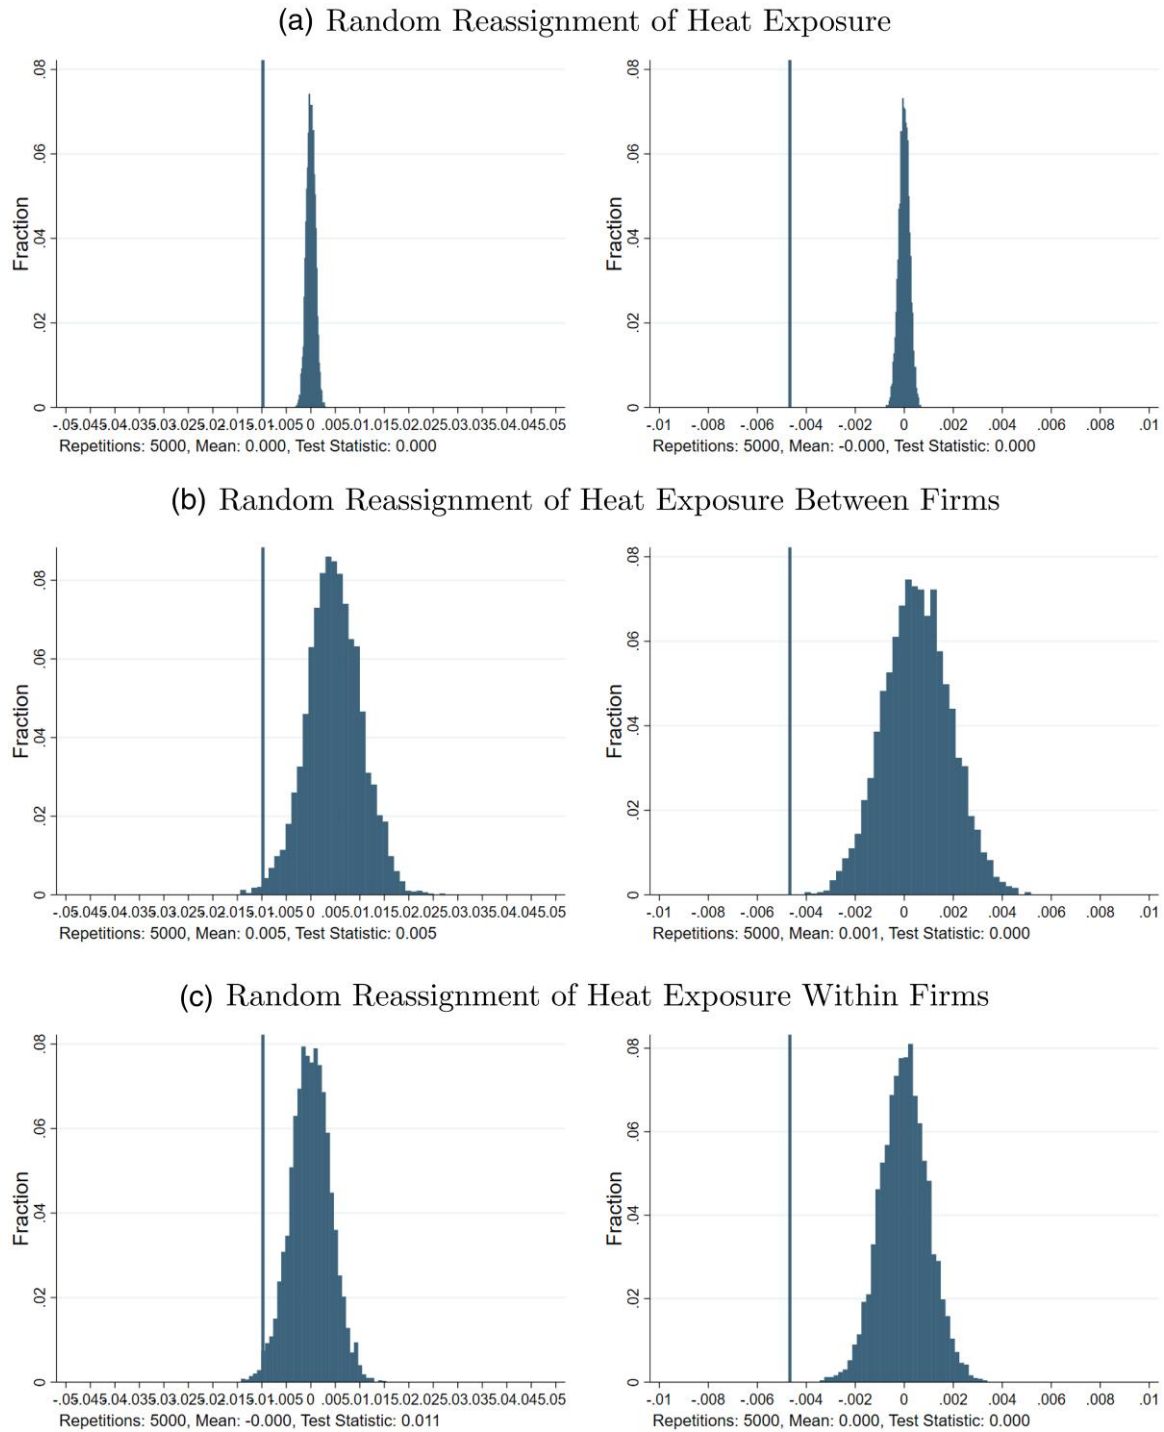 (a) Random Reassignment of Heat Exposure
Fraction
0 .02 .04 .06 .08
-.05-.045-.04-.035-.03-.025-.02-.015-.01-.005 0 .005.01.015.02.025.03.035.04.045.05
Repetitions: 5000, Mean: 0.000, Test Statistic: 0.000
Fraction
0 .02 .04 .06 .08
-.01 -.008 -.006 -.004 -.002 0 .002 .004 .006 .008 .01
Repetitions: 5000, Mean: -0.000, Test Statistic: 0.000
(b) Random Reassignment of Heat Exposure Between Firms
Fraction
0 .02 .04 .06 .08
-.05-.045-.04-.035-.03-.025-.02-.015-.01-.005 0 .005.01.015.02.025.03.035.04.045.05
Repetitions: 5000, Mean: 0.005, Test Statistic: 0.005
Fraction
0 .02 .04 .06 .08
-.01 -.008 -.006 -.004 -.002 0 .002 .004 .006 .008 .01
Repetitions: 5000, Mean: 0.001, Test Statistic: 0.000
(c) Random Reassignment of Heat Exposure Within Firms
Fraction
0 .02 .04 .06 .08
-.05-.045-.04-.035-.03-.025-.02-.015-.01-.005 0 .005.01.015.02.025.03.035.04.045.05
Repetitions: 5000, Mean: -0.000, Test Statistic: 0.011
Fraction
0 .02 .04 .06 .08
-.01 -.008 -.006 -.004 -.002 0 .002 .004 .006 .008 .01
Repetitions: 5000, Mean: 0.000, Test Statistic: 0.000